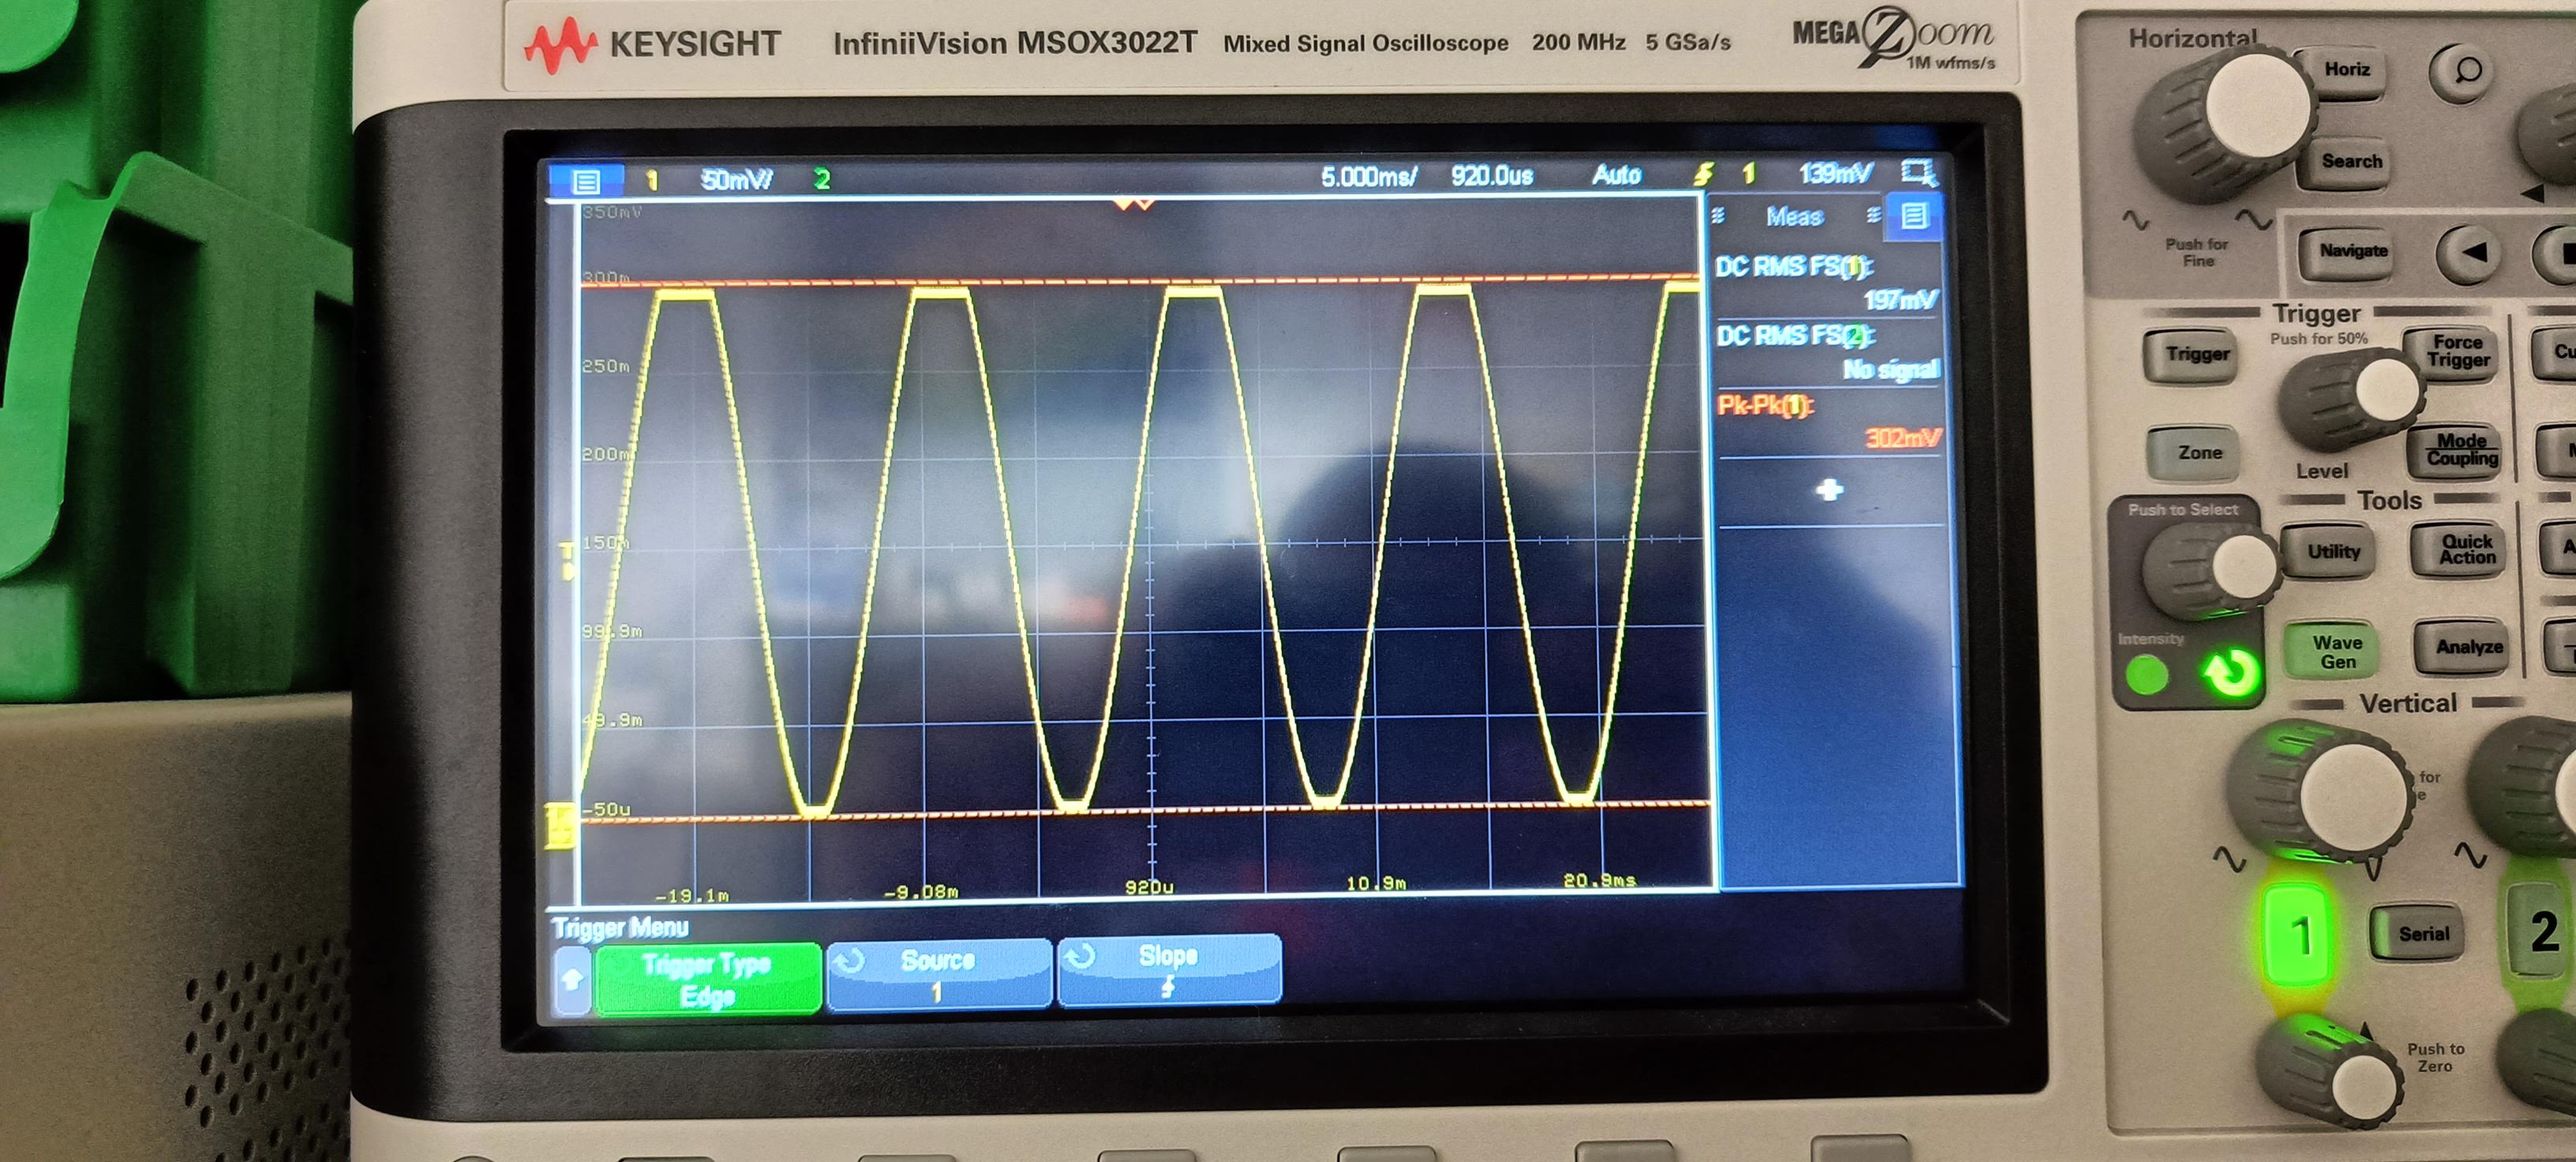 KEYSIGHT InfiniiVision MSOX3022T Mixed Signal Oscilloscope 200 MHz 5 GSa/s MEGA Zoom
1M wfms/s
1 50mV/ 2 5.000ms/ 920.0us Auto 1 139mV
350mV
300m
250m
200m
150m
99.9m
49.9m
-50u
-19.1m -9.08m 920u 10.9m 20.9ms
Meas
DC RMS FS(1):
197mV
DC RMS FS(2):
No signal
Pk-Pk(1):
302mV
Trigger Menu
Trigger Type
Edge
Source
1
Slope
Horizontal
Horiz
Search
Push for
Fine
Navigate
Trigger
Push for 50%
Trigger
Force
Trigger
Zone
Level
Mode
Coupling
Tools
Push to Select
Utility
Quick
Action
Intensity
Wave
Gen
Analyze
Vertical
for
1
Serial
2
Push to
Zero